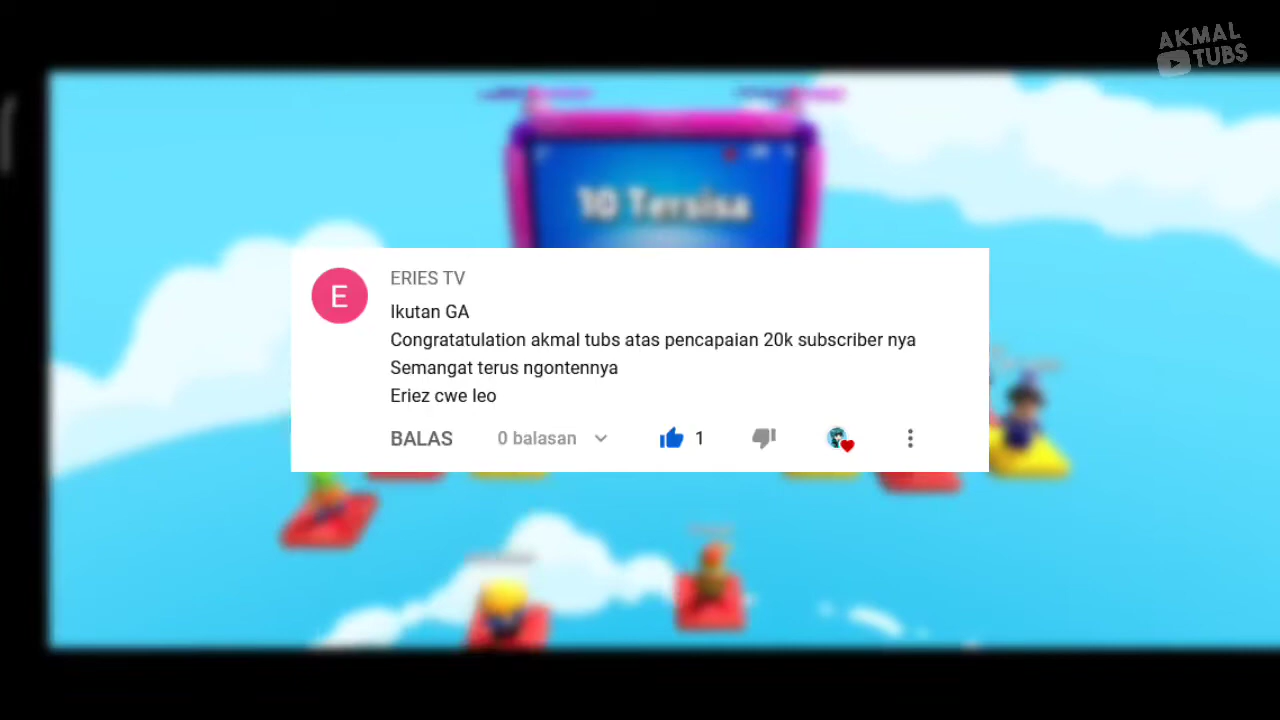 AKMAL
TUBS
10 Tersisa
E
ERIES TV
Ikutan GA
Congratatulation akmal tubs atas pencapaian 20k subscriber nya
Semangat terus ngontennya
Eriez cwe leo
BALAS 0 balasan 1